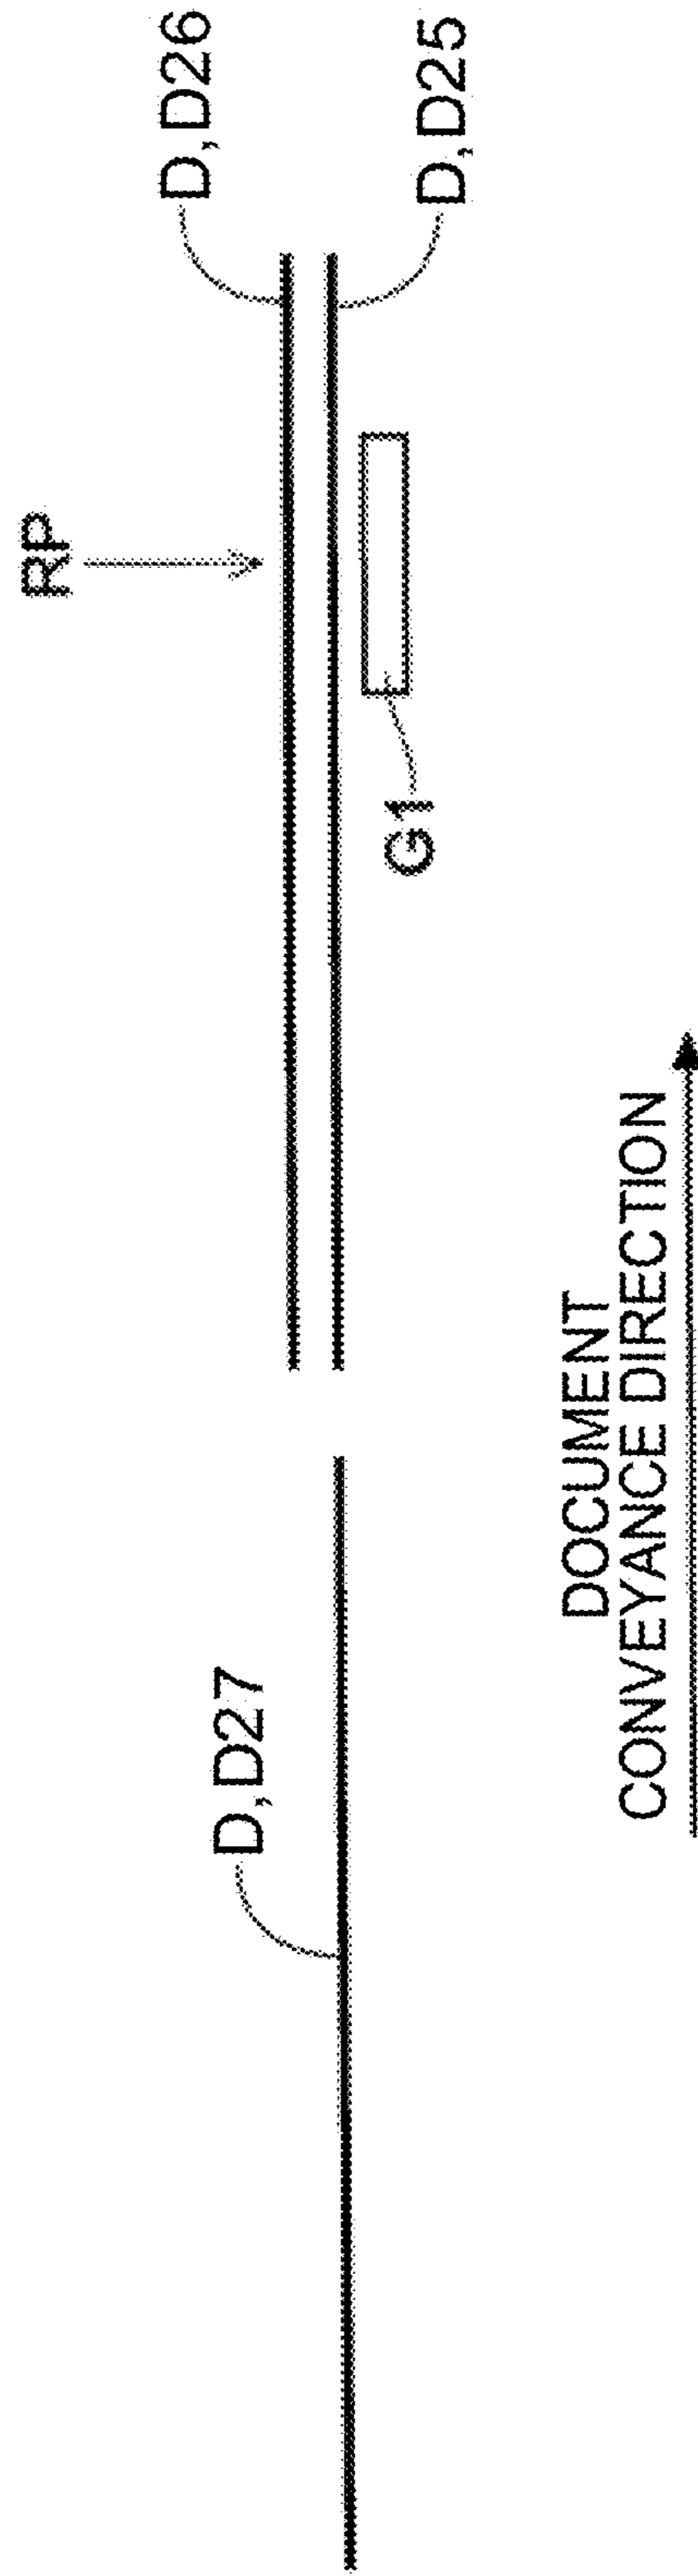 D, D26
D, D25
RP
G1
D, D27
DOCUMENT
CONVEYANCE DIRECTION